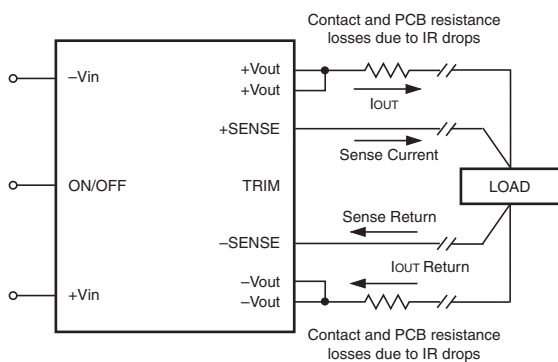 Contact and PCB resistance
losses due to IR drops
–Vin
+Vout
+Vout
IOUT
+SENSE
Sense Current
ON/OFF
TRIM
LOAD
Sense Return
–SENSE
IOUT Return
+Vin
–Vout
–Vout
Contact and PCB resistance
losses due to IR drops